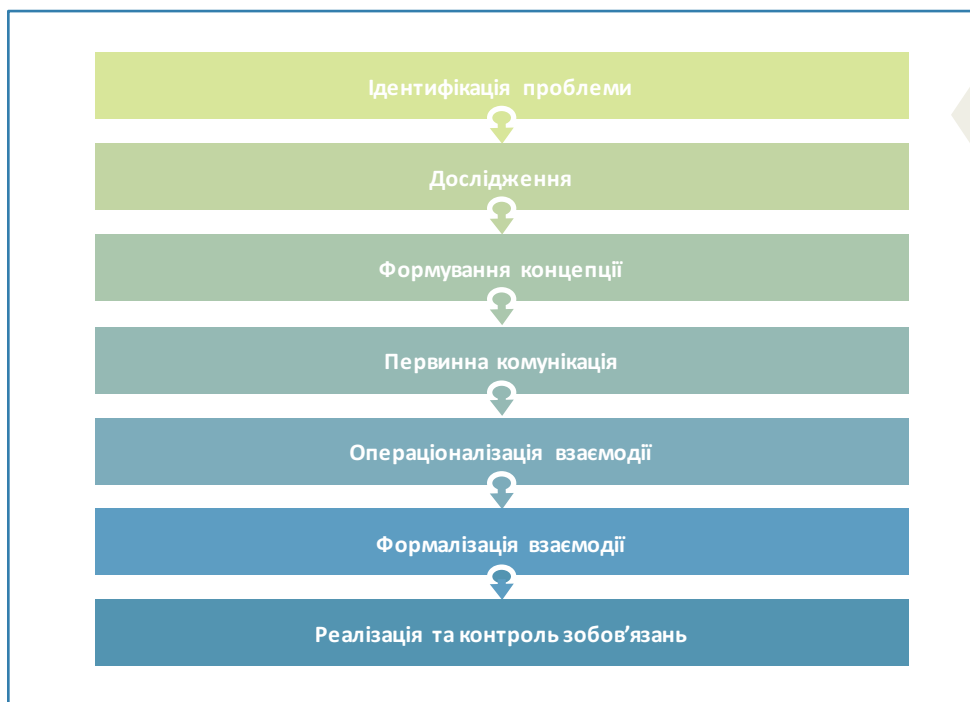 Ідентифікація проблеми
Дослідження
Формування концепції
Первинна комунікація
Операціоналізація взаємодії
Формалізація взаємодії
Реалізація та контроль зобов’язань